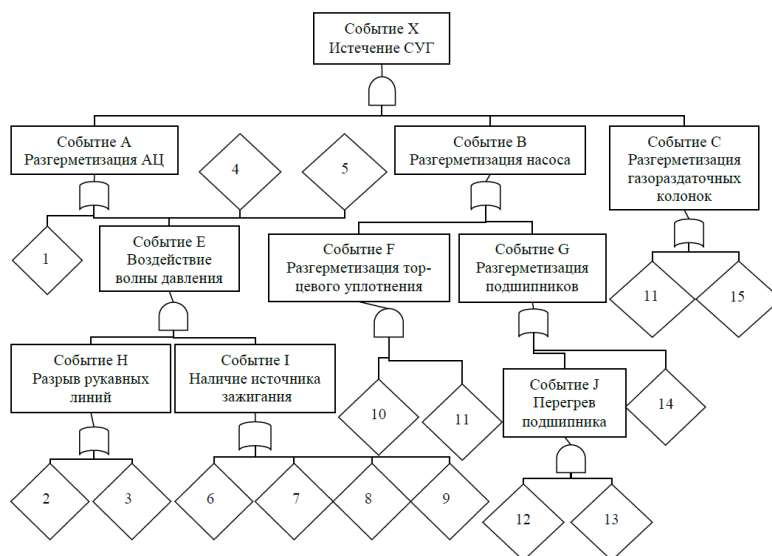 Событие X
Истечение СУГ
Событие А
Разгерметизация АЦ
4
5
Событие В
Разгерметизация насоса
Событие С
Разгерметизация
газораздаточных
колонок
1
Событие Е
Воздействие
волны давления
Событие F
Разгерметизация тор-
цевого уплотнения
Событие G
Разгерметизация
подшипников
11
15
Событие Н
Разрыв рукавных
линий
Событие I
Наличие источника
зажигания
10
11
Событие J
Перегрев
подшипника
14
2
3
6
7
8
9
12
13